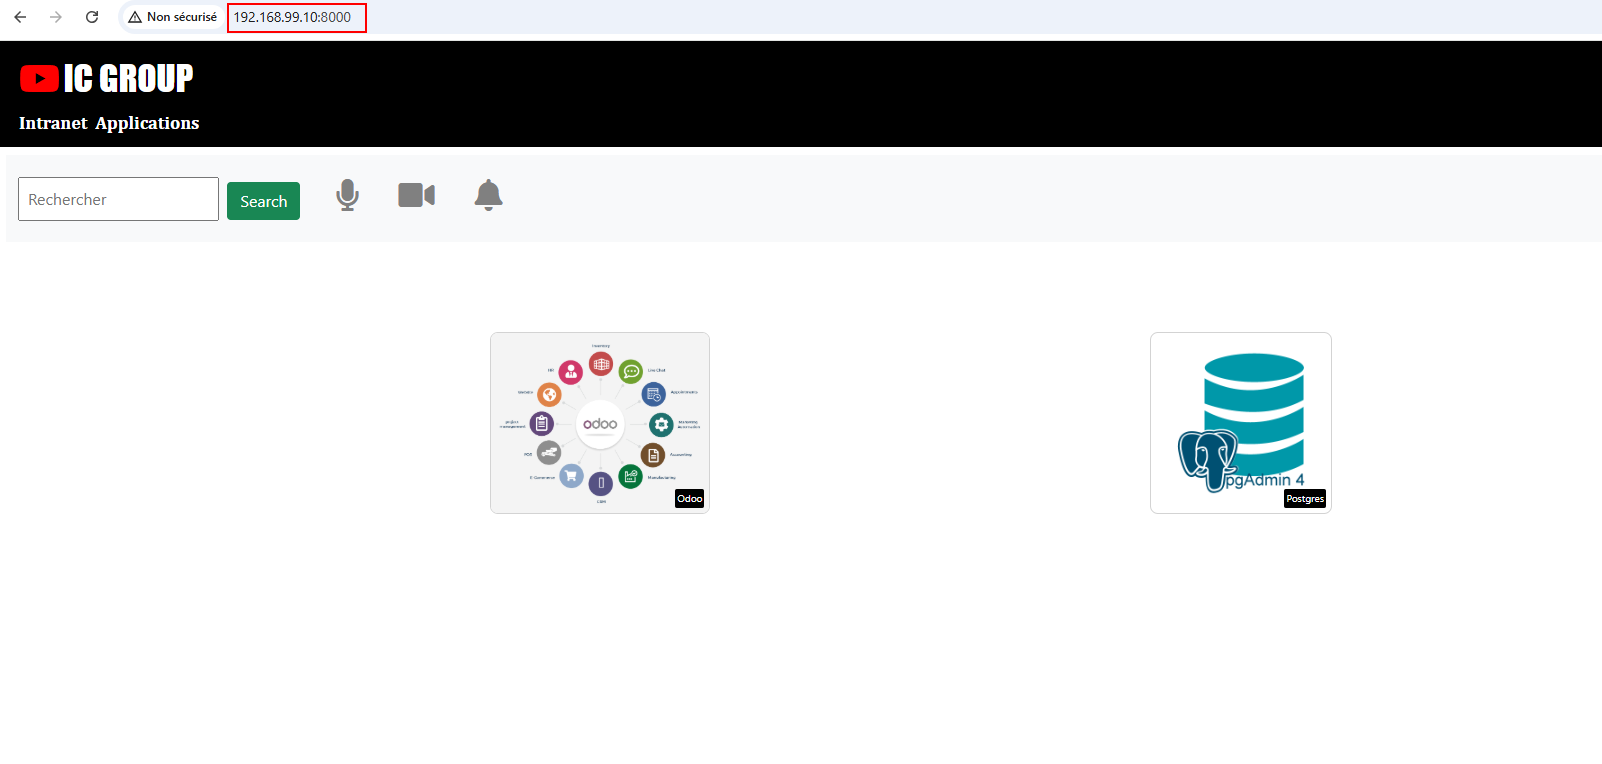 Non sécurisé 192.168.99.10:8000
IC GROUP
Intranet Applications
Rechercher
Search
Inventory
HR
Live Chat
Website
Appointments
project
management
Marketing
Automation
POS
Accounting
E-Commerce
Manufacturing
CRM
odoo
Odoo
pgAdmin 4
Postgres